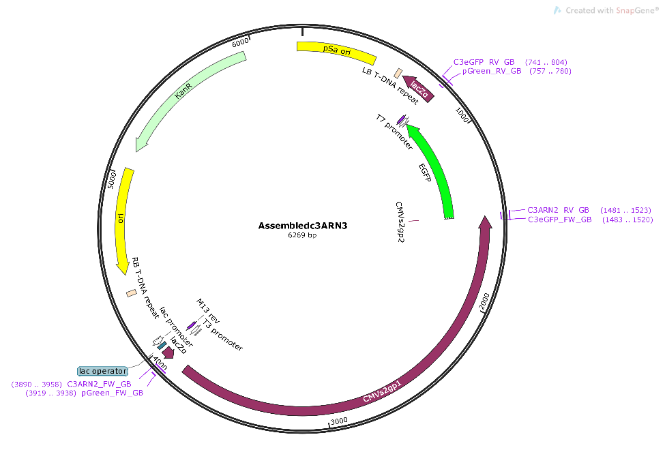 Created with SnapGene®
6000
pSa ori
LB T-DNA repeat
lacZα
C3eGFP_RV_GB (741 .. 804)
pGreen_RV_GB (757 .. 780)
KanR
T7 promoter
1000
EGFP
5000
ori
CMVs2gp2
Assembledc3ARN3
6269 bp
C3ARN2_RV_GB (1481 .. 1523)
C3eGFP_FW_GB (1483 .. 1520)
RB T-DNA repeat
2000
M13 rev
lac promoter
T3 promoter
lacZα
lac operator
4000
(3890 .. 3958) C3ARN2_FW_GB
(3919 .. 3938) pGreen_FW_GB
CMVs2gp1
3000